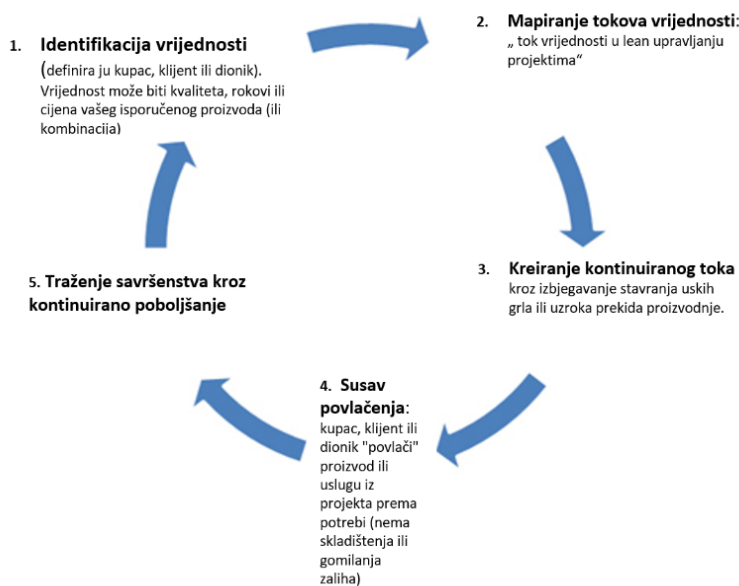 1. Identifikacija vrijednosti
(definira ju kupac, klijent ili dionik).
Vrijednost može biti kvaliteta, rokovi ili
cijena vašeg isporučenog proizvoda (ili
kombinacija)
2. Mapiranje tokova vrijednosti:
„ tok vrijednosti u lean upravljanju
projektima“
3. Kreiranje kontinuiranog toka
kroz izbjegavanje stavranja uskih
grla ili uzroka prekida proizvodnje.
4. Susav
povlačenja:
kupac, klijent ili
dionik "povlači"
proizvod ili
uslugu iz
projekta prema
potrebi (nema
skladištenja ili
gomilanja
zaliha)
5. Traženje savršenstva kroz
kontinuirano poboljšanje